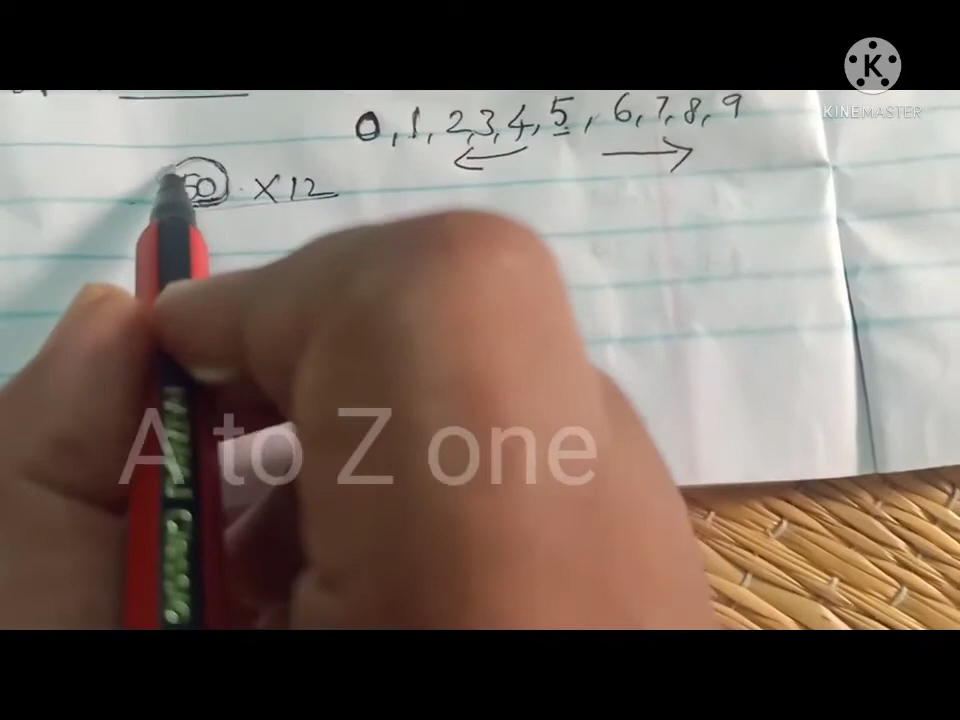 KINEMASTER
0, 1, 2, 3, 4, 5, 6, 7, 8, 9
50 × 12
A to Z one